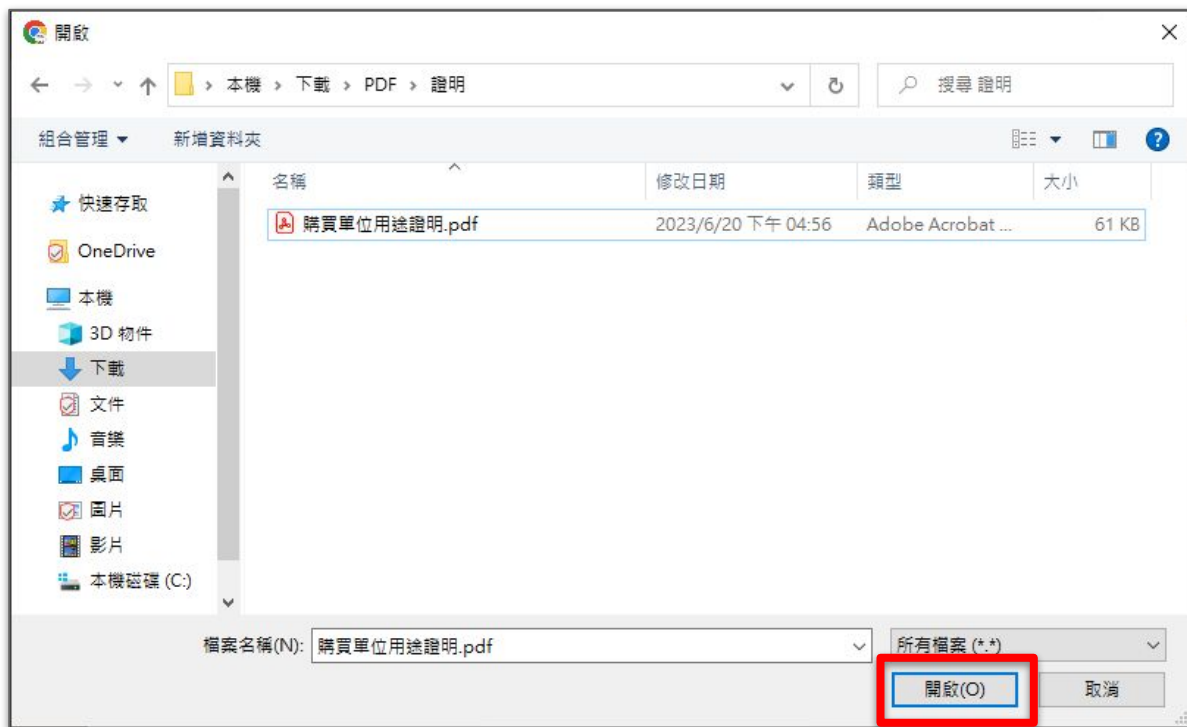 開啟
本機 › 下載 › PDF › 證明
搜尋 證明
組合管理
新增資料夾
名稱 修改日期 類型 大小
購買單位用途證明.pdf 2023/6/20 下午 04:56 Adobe Acrobat ... 61 KB
快速存取
OneDrive
本機
3D 物件
下載
文件
音樂
桌面
圖片
影片
本機磁碟 (C:)
檔案名稱(N): 購買單位用途證明.pdf 所有檔案 (*.*)
開啟(O) 取消